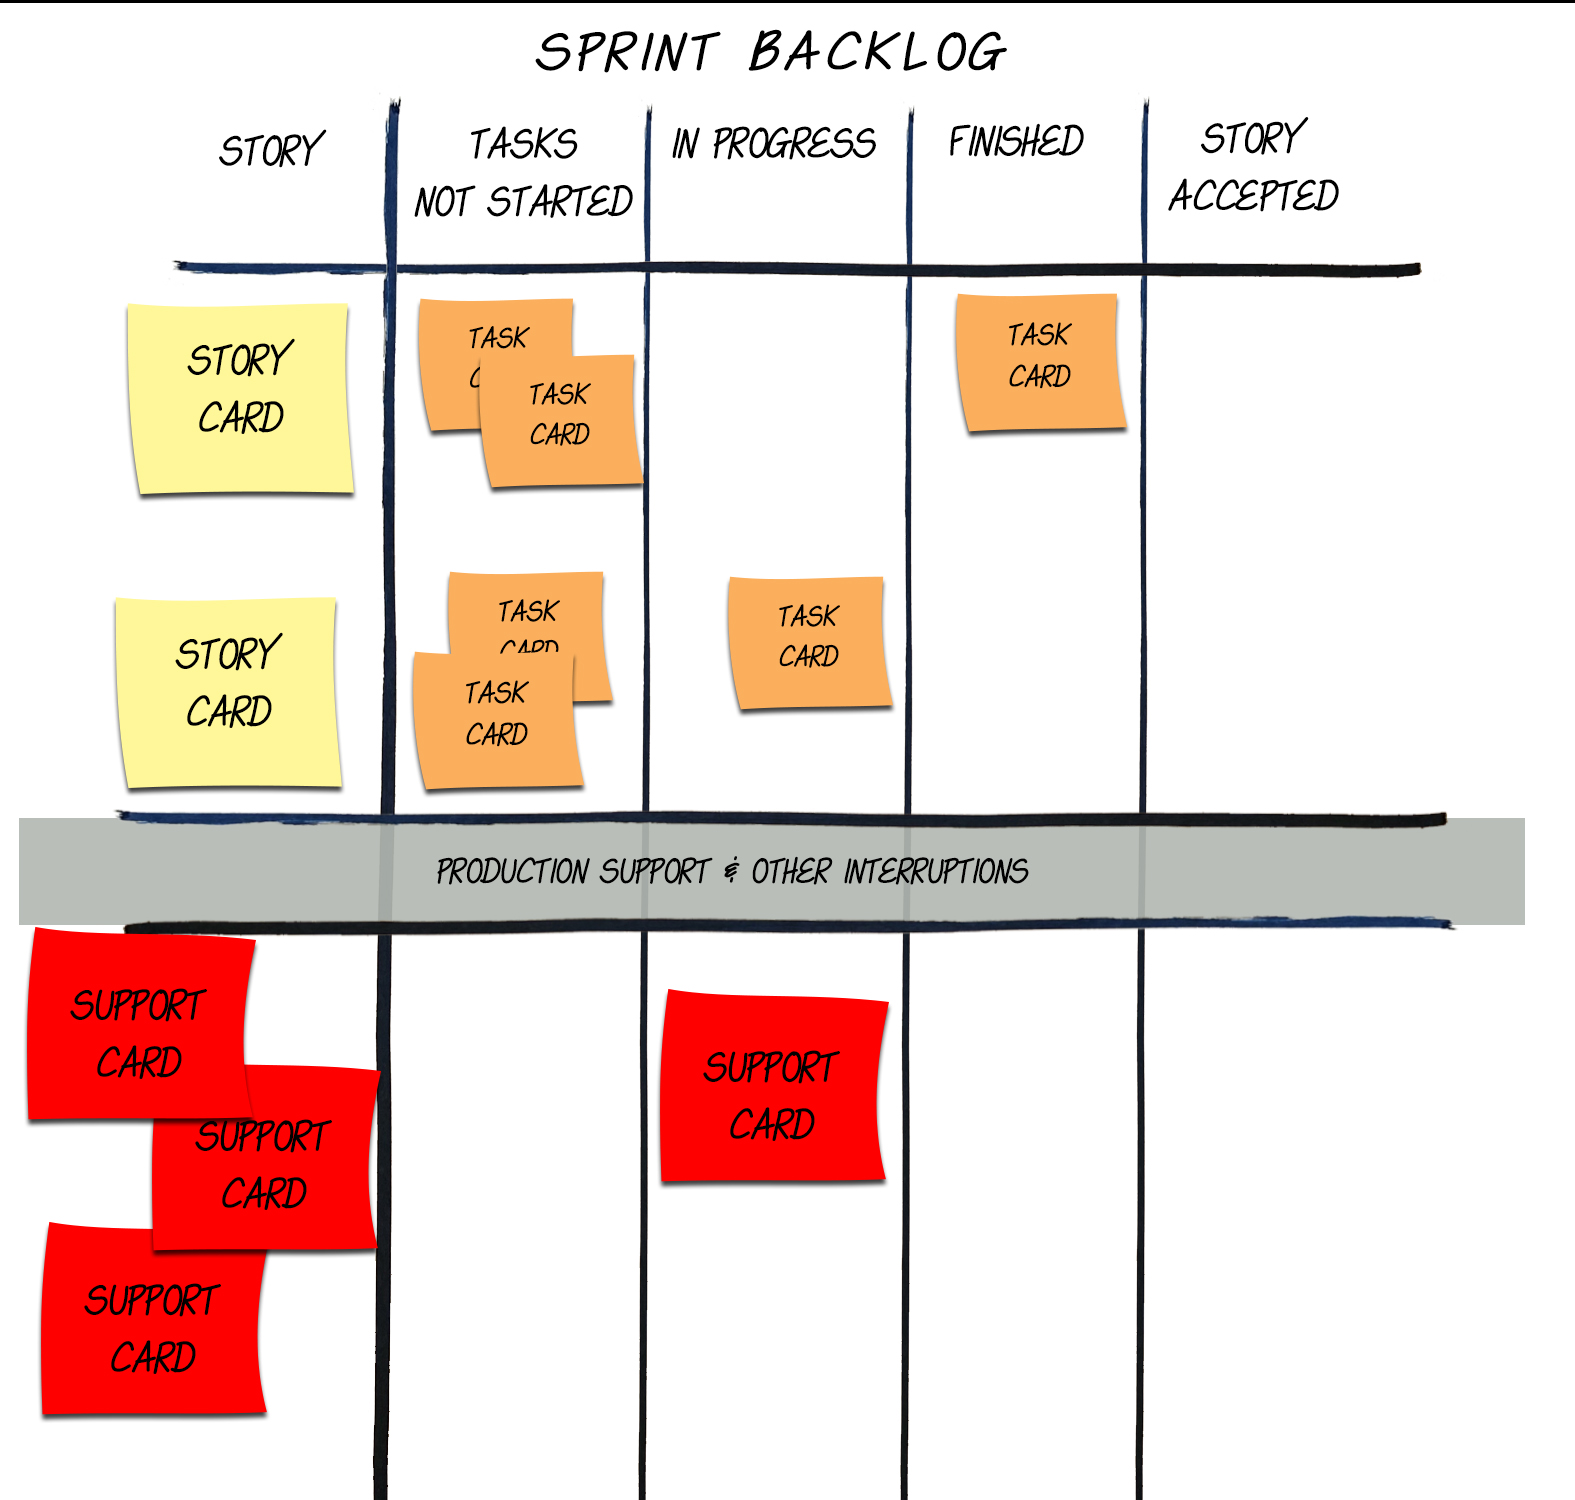 SPRINT BACKLOG
STORY
TASKS
NOT STARTED
IN PROGRESS
FINISHED
STORY
ACCEPTED
STORY
CARD
TASK
C
TASK
CARD
TASK
CARD
STORY
CARD
TASK
CARD
TASK
CARD
TASK
CARD
PRODUCTION SUPPORT & OTHER INTERRUPTIONS
SUPPORT
CARD
SUPPORT
CARD
SUPPORT
CARD
SUPPORT
CARD